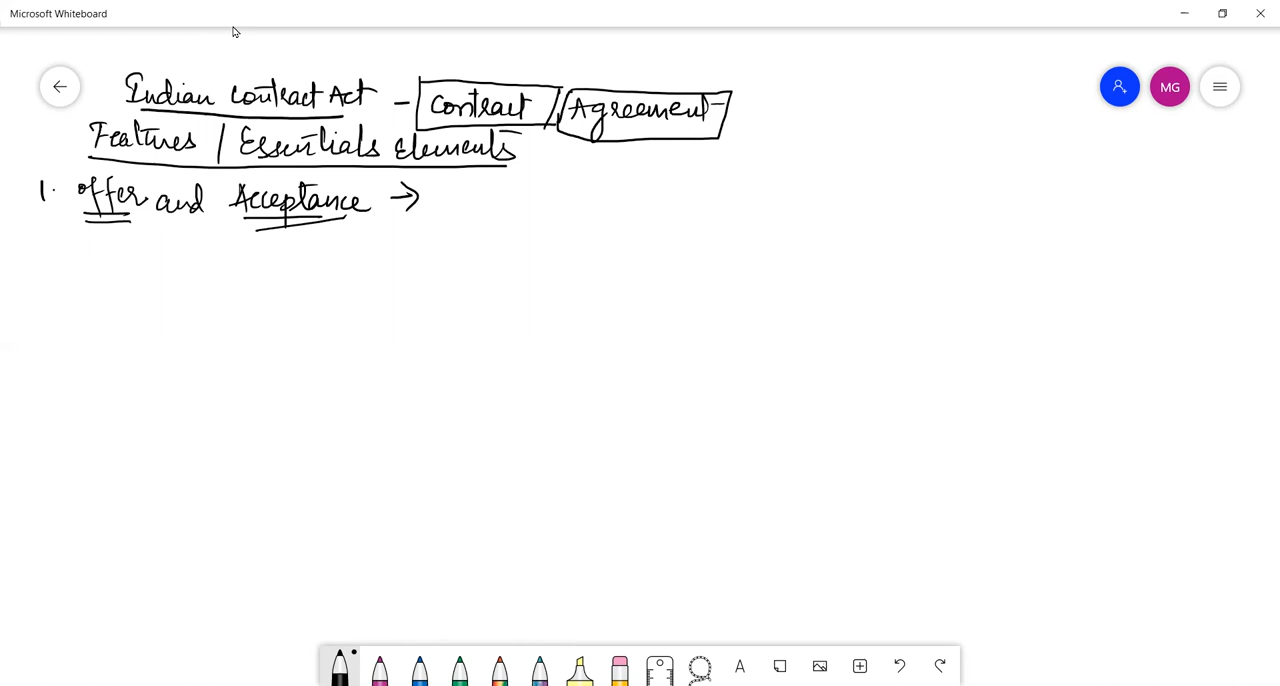 Microsoft Whiteboard
Indian Contract Act - Contract / Agreement
MG
Features / Essentials Elements
1. offer and Acceptance →
A